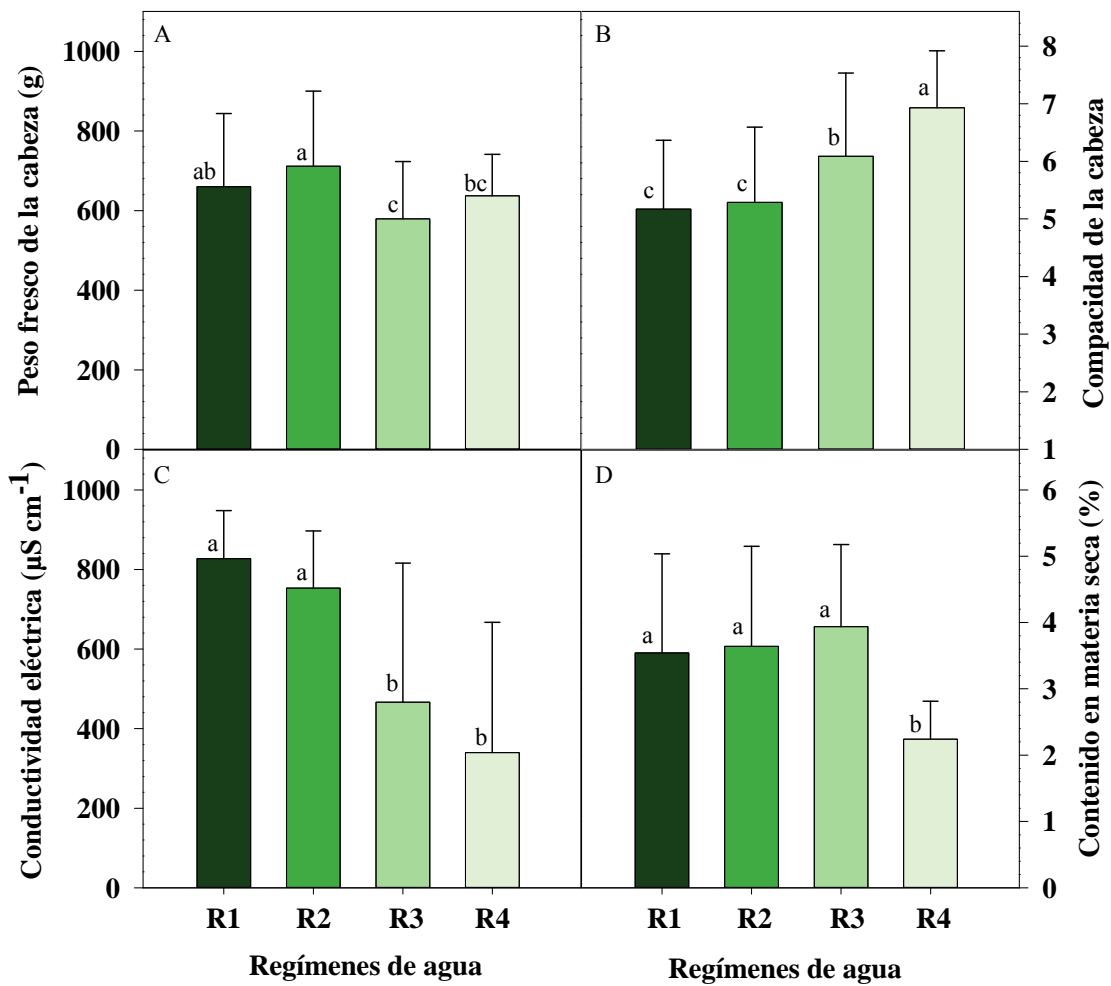 A
Peso fresco de la cabeza (g)
1000
800
600
400
200
0
ab
a
c
bc
B
Compacidad de la cabeza
8
7
6
5
4
3
2
1
c
c
b
a
C
Conductividad eléctrica (µS cm-1)
1000
800
600
400
200
0
a
a
b
b
R1 R2 R3 R4
Regímenes de agua
D
Contenido en materia seca (%)
6
5
4
3
2
1
0
a
a
a
b
R1 R2 R3 R4
Regímenes de agua